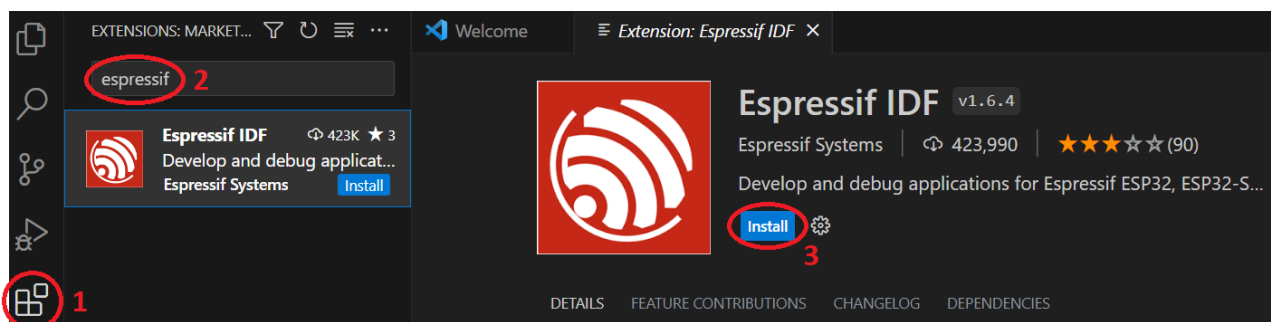 EXTENSIONS: MARKET...
espressif
2
Espressif IDF 423K ★ 3
Develop and debug applicat...
Espressif Systems Install
1
Welcome
Extension: Espressif IDF
Espressif IDF v1.6.4
Espressif Systems 423,990 ★★★☆☆(90)
Develop and debug applications for Espressif ESP32, ESP32-S...
Install
3
DETAILS FEATURE CONTRIBUTIONS CHANGELOG DEPENDENCIES